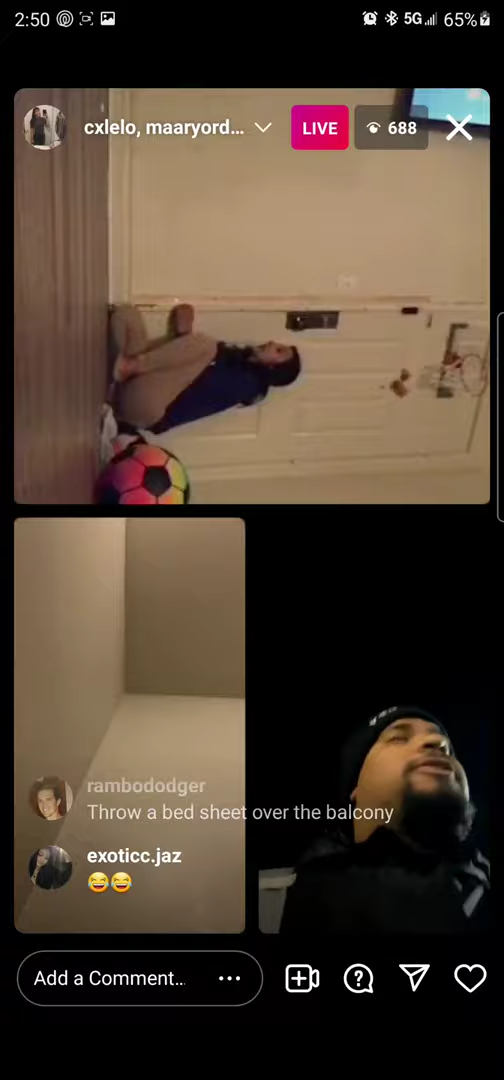 2:50
5G 65%
cxlelo, maaryord...
LIVE
688
rambododger
Throw a bed sheet over the balcony
exoticc.jaz
😂😂
Add a Comment...